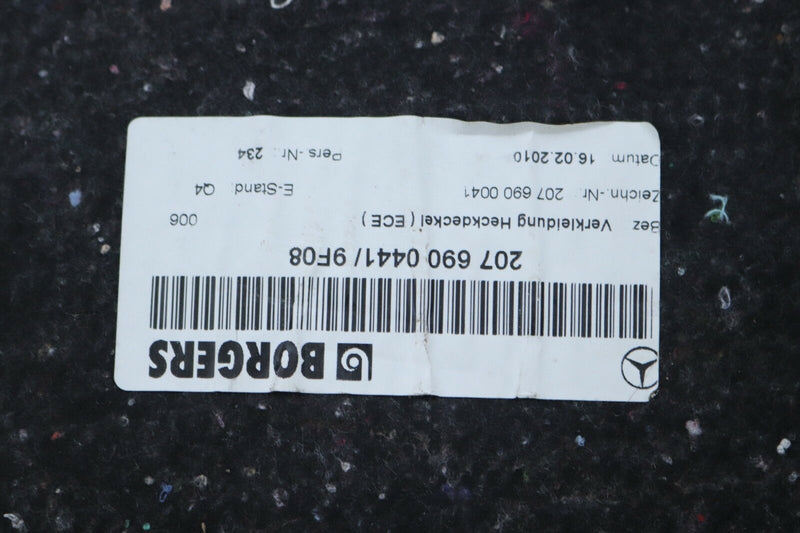 BORGERS
207 690 0441/ 9F08
Bez Verkleidung Heckdeckel ( ECE ) 006
Zeichn.-Nr: 207 690 0041 E-Stand: Q4
Datum 16.02.2010 Pers.-Nr.: 234